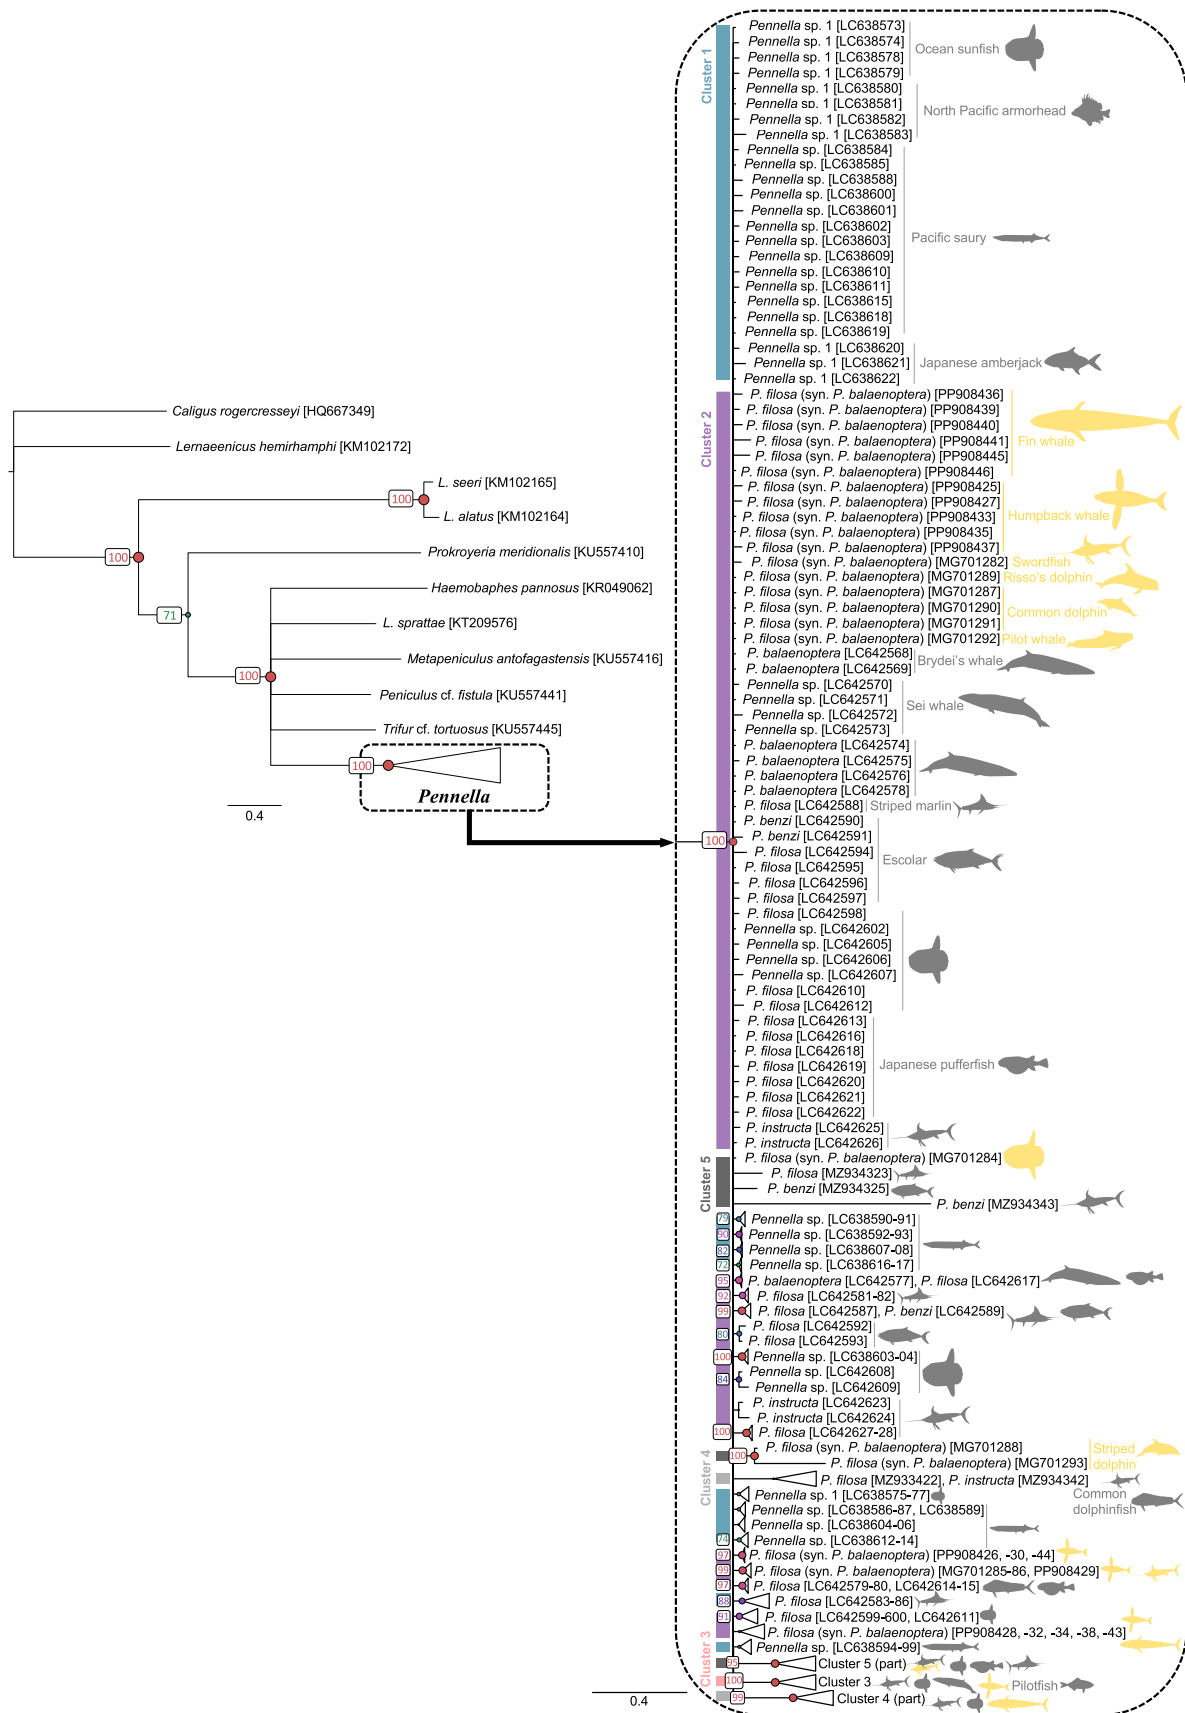 Caligus rogercresseyi [HQ667349]
Lernaeenicus hemirhamphi [KM102172]
L. seeri [KM102165]
100
L. alatus [KM102164]
100
Prokroyeria meridionalis [KU557410]
Haemobaphes pannosus [KR049062]
71
L. sprattae [KT209576]
Metapeniculus antofagastensis [KU557416]
100
Peniculus cf. fistula [KU557441]
Trifur cf. tortuosus [KU557445]
100
Pennella
0.4
Cluster 1
Pennella sp. 1 [LC638573]
Pennella sp. 1 [LC638574]
Ocean sunfish
Pennella sp. 1 [LC638578]
Pennella sp. 1 [LC638579]
Pennella sp. 1 [LC638580]
Pennella sp. 1 [LC638581]
North Pacific armorhead
Pennella sp. 1 [LC638582]
Pennella sp. 1 [LC638583]
Pennella sp. [LC638584]
Pennella sp. [LC638585]
Pennella sp. [LC638588]
Pennella sp. [LC638600]
Pennella sp. [LC638601]
Pennella sp. [LC638602]
Pennella sp. [LC638603]
Pacific saury
Pennella sp. [LC638609]
Pennella sp. [LC638610]
Pennella sp. [LC638611]
Pennella sp. [LC638615]
Pennella sp. [LC638618]
Pennella sp. [LC638619]
Pennella sp. 1 [LC638620]
Pennella sp. 1 [LC638621]
Japanese amberjack
Pennella sp. 1 [LC638622]
Cluster 2
P. filosa (syn. P. balaenoptera) [PP908436]
P. filosa (syn. P. balaenoptera) [PP908439]
P. filosa (syn. P. balaenoptera) [PP908440]
P. filosa (syn. P. balaenoptera) [PP908441]
Fin whale
P. filosa (syn. P. balaenoptera) [PP908445]
P. filosa (syn. P. balaenoptera) [PP908446]
P. filosa (syn. P. balaenoptera) [PP908425]
P. filosa (syn. P. balaenoptera) [PP908427]
P. filosa (syn. P. balaenoptera) [PP908433]
Humpback whale
P. filosa (syn. P. balaenoptera) [PP908435]
P. filosa (syn. P. balaenoptera) [PP908437]
P. filosa (syn. P. balaenoptera) [MG701282]
Swordfish
P. filosa (syn. P. balaenoptera) [MG701289]
Risso's dolphin
P. filosa (syn. P. balaenoptera) [MG701287]
P. filosa (syn. P. balaenoptera) [MG701290]
Common dolphin
P. filosa (syn. P. balaenoptera) [MG701291]
P. filosa (syn. P. balaenoptera) [MG701292]
Pilot whale
P. balaenoptera [LC642568]
Brydei's whale
P. balaenoptera [LC642569]
Pennella sp. [LC642570]
Pennella sp. [LC642571]
Sei whale
Pennella sp. [LC642572]
Pennella sp. [LC642573]
P. balaenoptera [LC642574]
P. balaenoptera [LC642575]
P. balaenoptera [LC642576]
P. balaenoptera [LC642578]
P. filosa [LC642588]
Striped marlin
P. benzi [LC642590]
100
P. benzi [LC642591]
P. filosa [LC642594]
Escolar
P. filosa [LC642595]
P. filosa [LC642596]
P. filosa [LC642597]
P. filosa [LC642598]
Pennella sp. [LC642602]
Pennella sp. [LC642605]
Pennella sp. [LC642606]
Pennella sp. [LC642607]
P. filosa [LC642610]
P. filosa [LC642612]
P. filosa [LC642613]
P. filosa [LC642616]
P. filosa [LC642618]
P. filosa [LC642619]
Japanese pufferfish
P. filosa [LC642620]
P. filosa [LC642621]
P. filosa [LC642622]
P. instructa [LC642625]
P. instructa [LC642626]
Cluster 5
P. filosa (syn. P. balaenoptera) [MG701284]
P. filosa [MZ934323]
P. benzi [MZ934325]
P. benzi [MZ934343]
79
Pennella sp. [LC638590-91]
90
Pennella sp. [LC638592-93]
82
Pennella sp. [LC638607-08]
72
Pennella sp. [LC638616-17]
95
P. balaenoptera [LC642577], P. filosa [LC642617]
92
P. filosa [LC642581-82]
99
P. filosa [LC642587], P. benzi [LC642589]
P. filosa [LC642592]
80
P. filosa [LC642593]
100
Pennella sp. [LC638603-04]
Pennella sp. [LC642608]
84
Pennella sp. [LC642609]
P. instructa [LC642623]
P. instructa [LC642624]
100
P. filosa [LC642627-28]
Cluster 4
P. filosa (syn. P. balaenoptera) [MG701288]
100
P. filosa (syn. P. balaenoptera) [MG701293]
Striped
dolphin
P. filosa [MZ933422], P. instructa [MZ934342]
Pennella sp. 1 [LC638575-77]
Common
dolphinfish
Pennella sp. [LC638586-87, LC638589]
Pennella sp. [LC638604-06]
74
Pennella sp. [LC638612-14]
97
P. filosa (syn. P. balaenoptera) [PP908426, -30, -44]
99
P. filosa (syn. P. balaenoptera) [MG701285-86, PP908429]
97
P. filosa [LC642579-80, LC642614-15]
88
P. filosa [LC642583-86]
91
P. filosa [LC642599-600, LC642611]
P. filosa (syn. P. balaenoptera) [PP908428, -32, -34, -38, -43]
Cluster 3
Pennella sp. [LC638594-99]
95
Cluster 5 (part)
100
Cluster 3
Pilotfish
99
Cluster 4 (part)
0.4